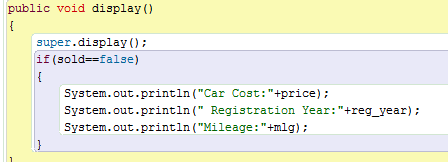 public void display()
{
super.display();
if(sold==false)
{
System.out.println("Car Cost:"+price);
System.out.println(" Registration Year:"+reg_year);
System.out.println("Mileage:"+mlg);
}
}